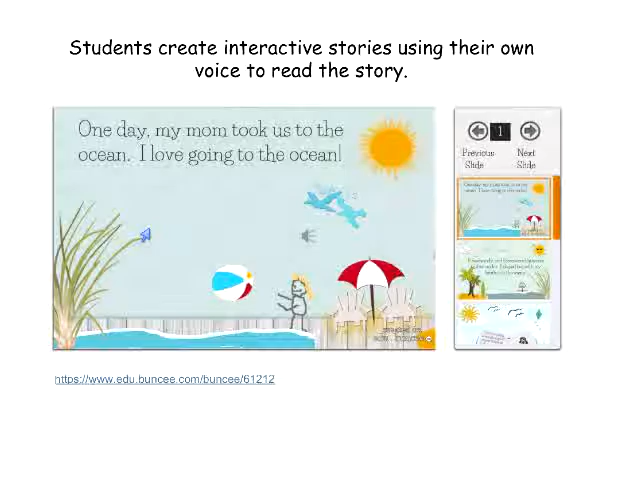 Students create interactive stories using their own
voice to read the story.
One day, my mom took us to the
ocean. I love going to the ocean!
1
Previous Slide
Next Slide
https://www.edu.buncee.com/buncee/61212